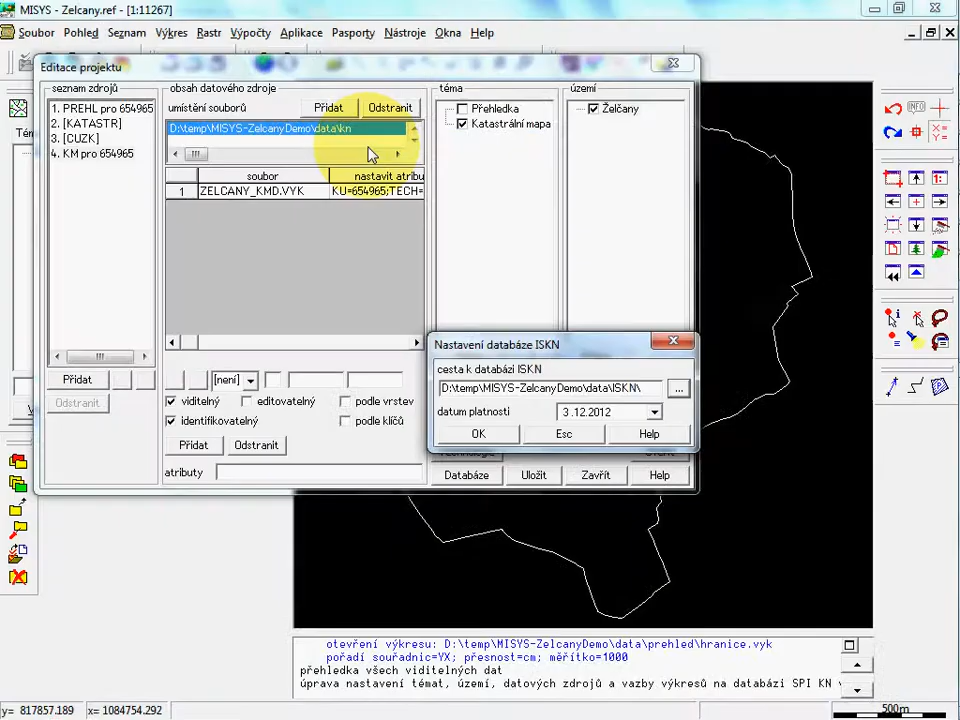 MISYS - Zelcany.ref - [1:11267]
Soubor Pohled Seznam Výkres Rastr Výpočty Aplikace Pasporty Nástroje Okna Help
Editace projektu
seznam zdrojů
1. PREHL pro 654965
2. [KATASTR]
3. [CUZK]
4. KM pro 654965
Přidat
Odstranit
obsah datového zdroje
umístění souborů
Přidat
Odstranit
D:\temp\MISYS-ZelcanyDemo\data\kn
soubor nastavit atribu
1 ZELCANY_KMD.VYK KU=654965;TECH=
[není]
viditelný editovatelný podle vrstev
identifikovatelný podle klíčů
Přidat Odstranit
atributy
téma
Přehledka
Katastrální mapa
území
Želčany
Nastavení databáze ISKN
cesta k databázi ISKN
D:\temp\MISYS-ZelcanyDemo\data\ISKN\
...
datum platnosti 3.12.2012
OK Esc Help
Databáze Uložit Zavřít Help
Tém
INFO
X=
Y=
1:
otevření výkresu: D:\temp\MISYS-ZelcanyDemo\data\prehled\hranice.vyk
pořadí souřadnic=YX; přesnost=cm; měřítko=1000
přehledka všech viditelných dat
úprava nastavení témat, území, datových zdrojů a vazby výkresů na databázi SPI KN v
y= 817857.189 x= 1084754.292 500m